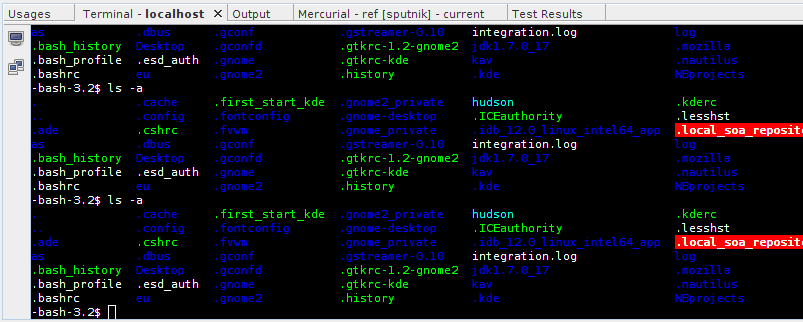 Usages Terminal - localhost Output Mercurial - ref [sputnik] - current Test Results
as .dbus .gconf .gstreamer-0.10 integration.log log
.bash_history Desktop .gconfd .gtkrc-1.2-gnome2 jdk1.7.0_17 .mozilla
.bash_profile .esd_auth .gnome .gtkrc-kde kav .nautilus
.bashrc eu .gnome2 .history .kde NBprojects
-bash-3.2$ ls -a
. .cache .first_start_kde .gnome2_private hudson .kderc
.. .config .fontconfig .gnome-desktop .ICEauthority .lesshst
.ade .cshrc .fvwm .gnome_private .idb_12.0_linux_intel64_app .local_soa_reposito
as .dbus .gconf .gstreamer-0.10 integration.log log
.bash_history Desktop .gconfd .gtkrc-1.2-gnome2 jdk1.7.0_17 .mozilla
.bash_profile .esd_auth .gnome .gtkrc-kde kav .nautilus
.bashrc eu .gnome2 .history .kde NBprojects
-bash-3.2$ ls -a
. .cache .first_start_kde .gnome2_private hudson .kderc
.. .config .fontconfig .gnome-desktop .ICEauthority .lesshst
.ade .cshrc .fvwm .gnome_private .idb_12.0_linux_intel64_app .local_soa_reposito
as .dbus .gconf .gstreamer-0.10 integration.log log
.bash_history Desktop .gconfd .gtkrc-1.2-gnome2 jdk1.7.0_17 .mozilla
.bash_profile .esd_auth .gnome .gtkrc-kde kav .nautilus
.bashrc eu .gnome2 .history .kde NBprojects
-bash-3.2$